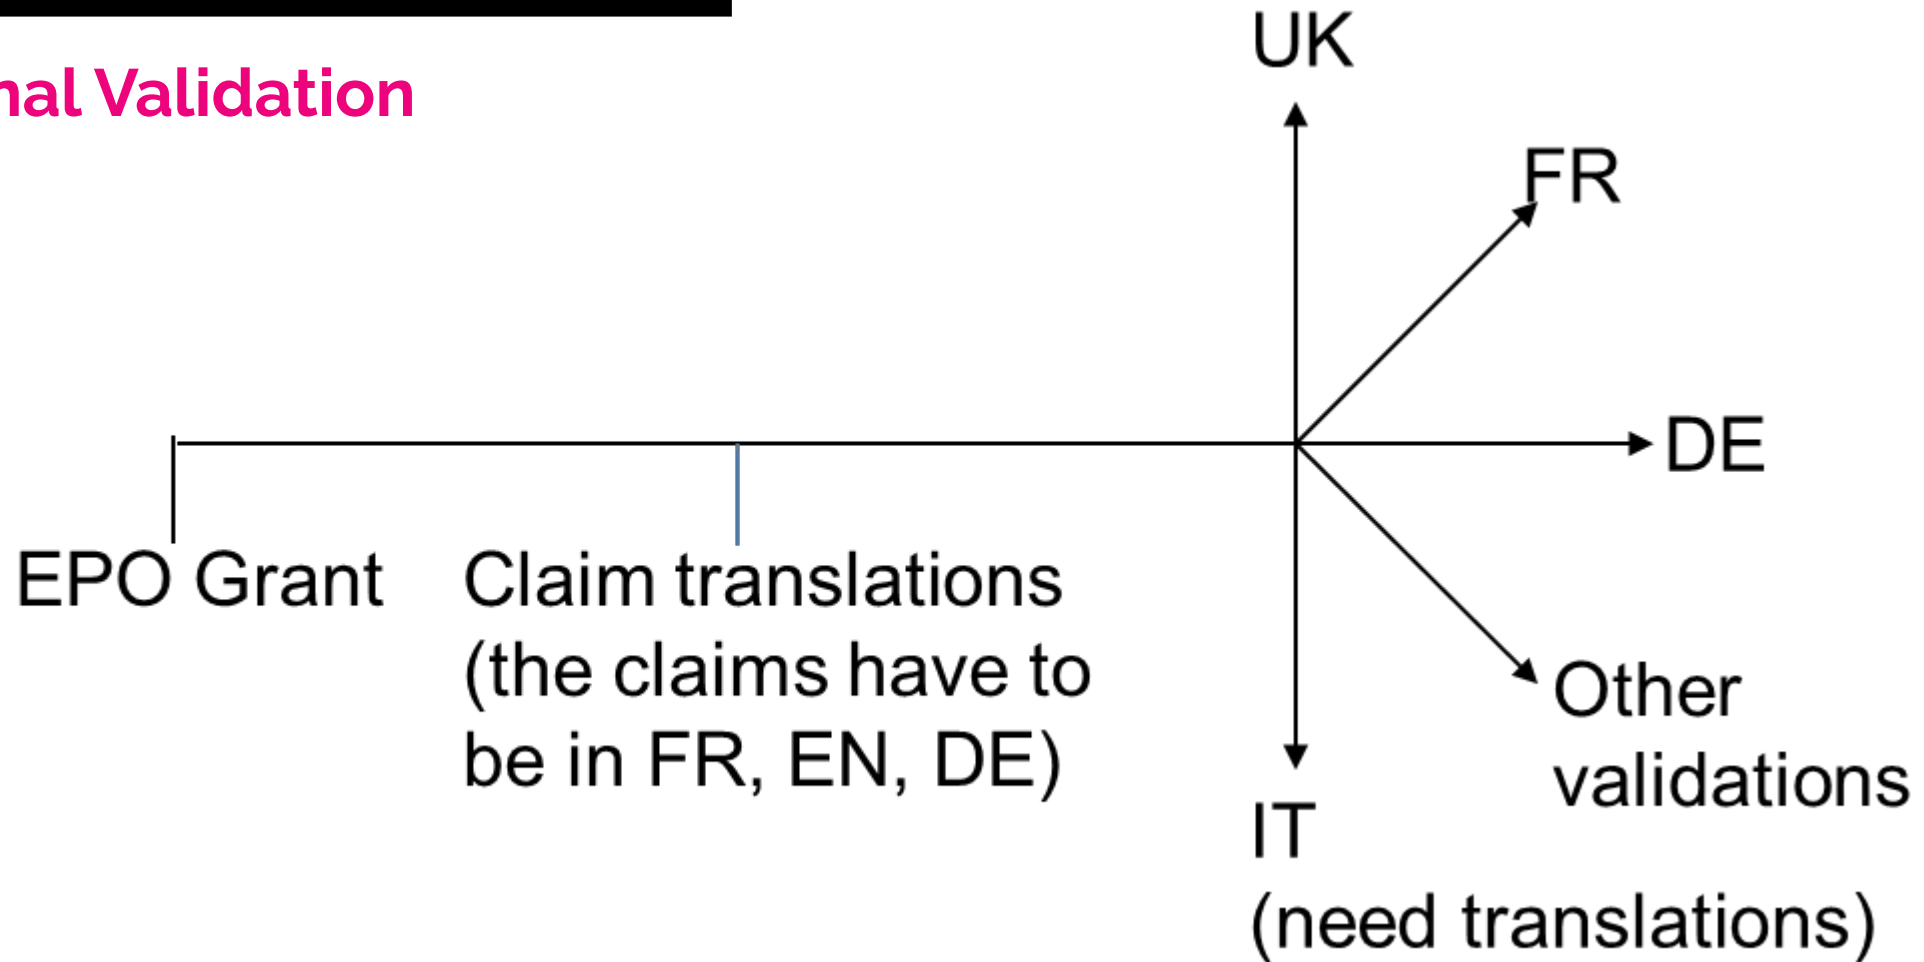 nal Validation
UK
FR
DE
EPO Grant
Claim translations
(the claims have to
be in FR, EN, DE)
Other
validations
IT
(need translations)